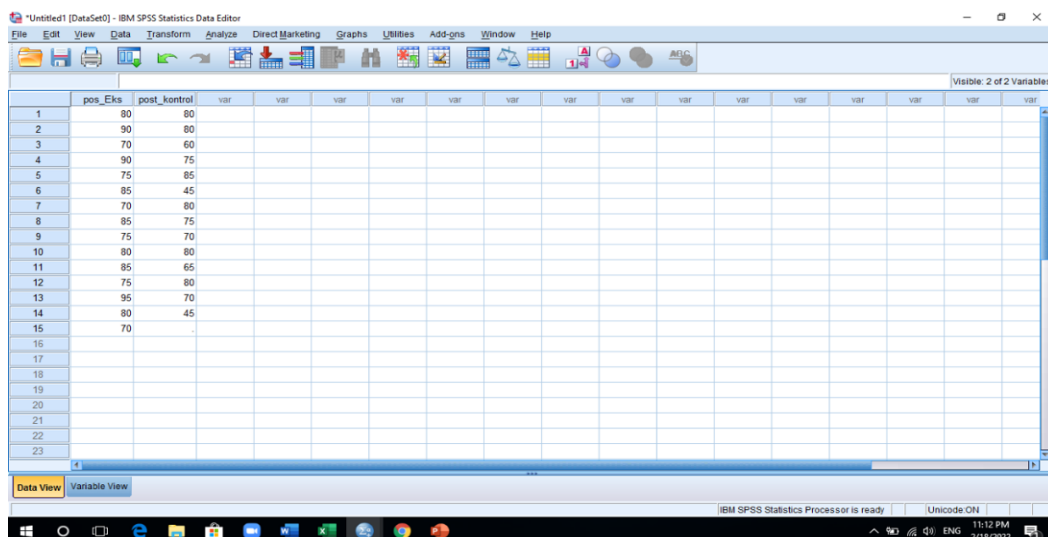 *Untitled1 [DataSet0] - IBM SPSS Statistics Data Editor
File Edit View Data Transform Analyze Direct Marketing Graphs Utilities Add-ons Window Help
Visible: 2 of 2 Variables
pos_Eks post_kontrol var var var var var var var var var var var var var var var
1 80 80
2 90 80
3 70 60
4 90 75
5 75 85
6 85 45
7 70 80
8 85 75
9 75 70
10 80 80
11 85 65
12 75 80
13 95 70
14 80 45
15 70 .
16
17
18
19
20
21
22
23
Data View Variable View
IBM SPSS Statistics Processor is ready Unicode:ON
ENG 11:12 PM
2/18/2022